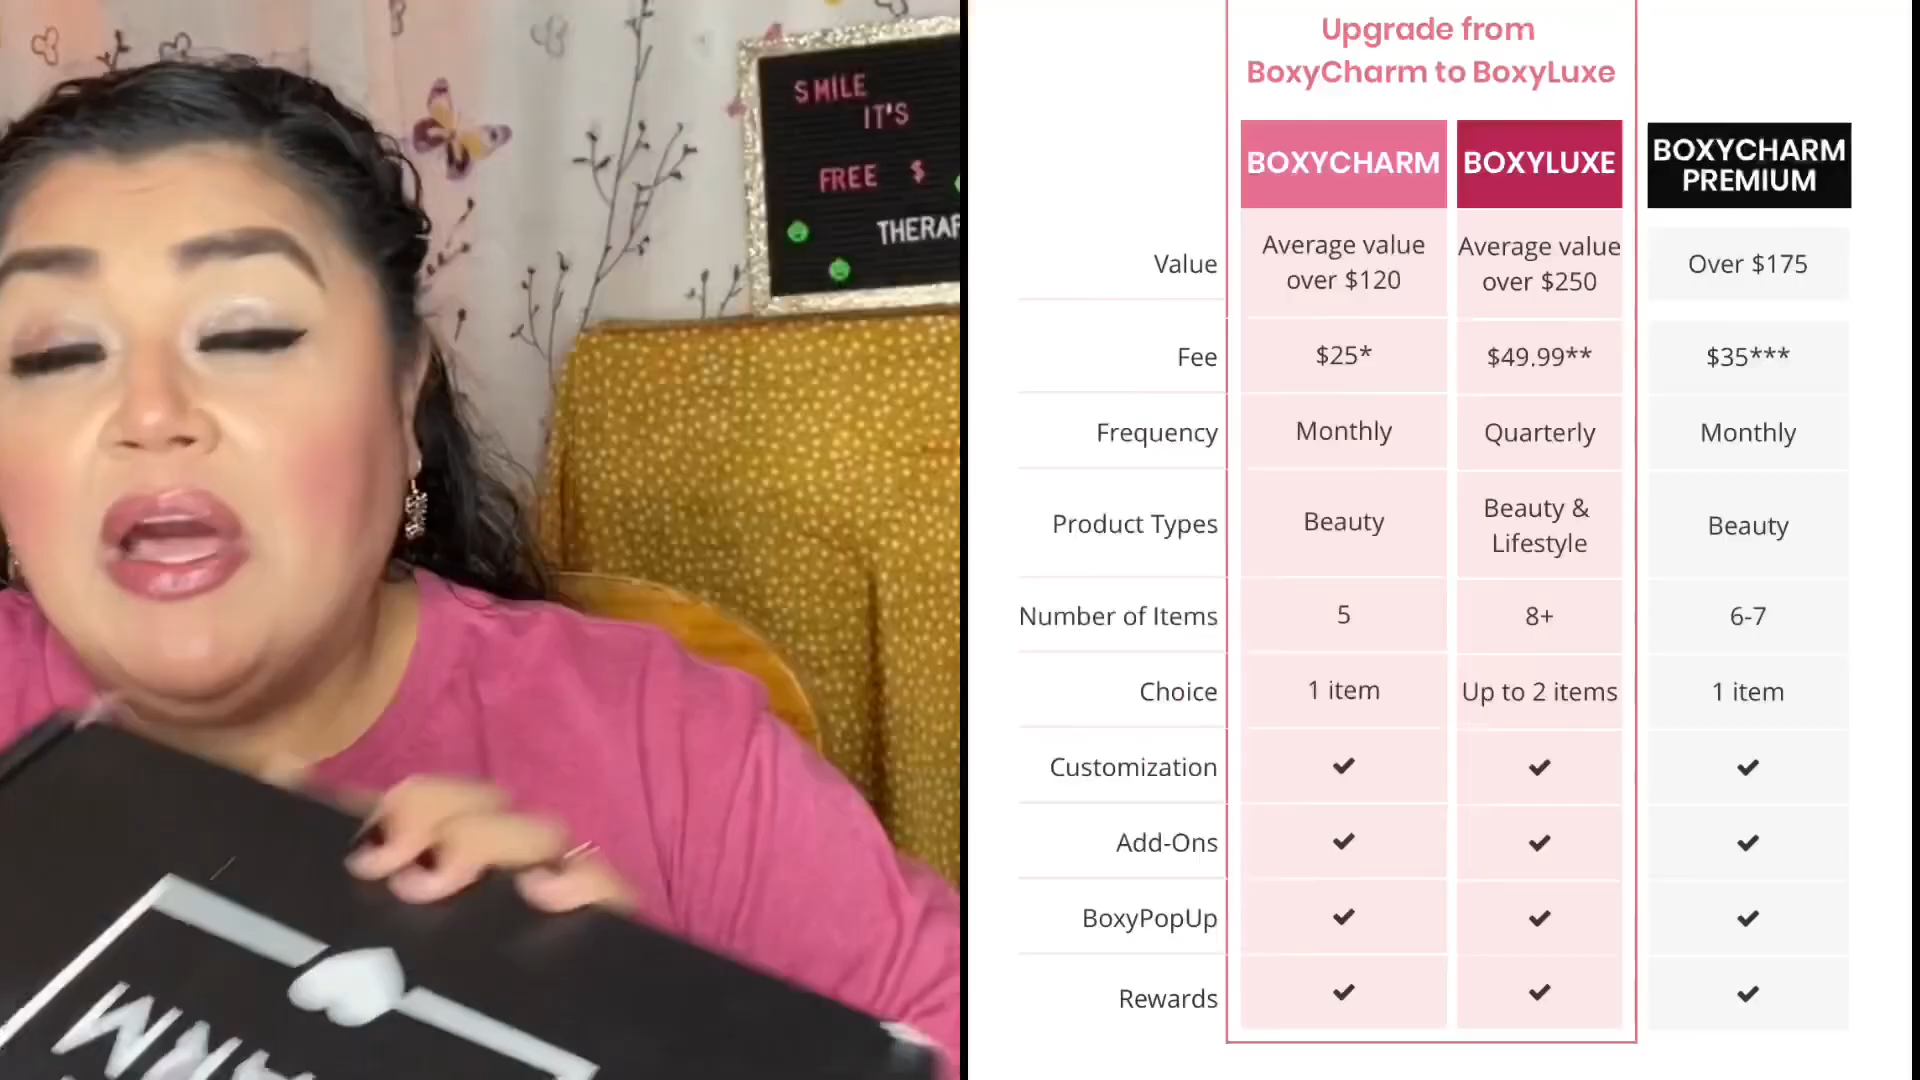 SMILE
IT'S
FREE $
THERAP
ARM
Upgrade from
BoxyCharm to BoxyLuxe
BOXYCHARM BOXYLUXE BOXYCHARM PREMIUM
Value Average value over $120 Average value over $250 Over $175
Fee $25* $49.99** $35***
Frequency Monthly Quarterly Monthly
Product Types Beauty Beauty & Lifestyle Beauty
Number of Items 5 8+ 6-7
Choice 1 item Up to 2 items 1 item
Customization ✔ ✔ ✔
Add-Ons ✔ ✔ ✔
BoxyPopUp ✔ ✔ ✔
Rewards ✔ ✔ ✔